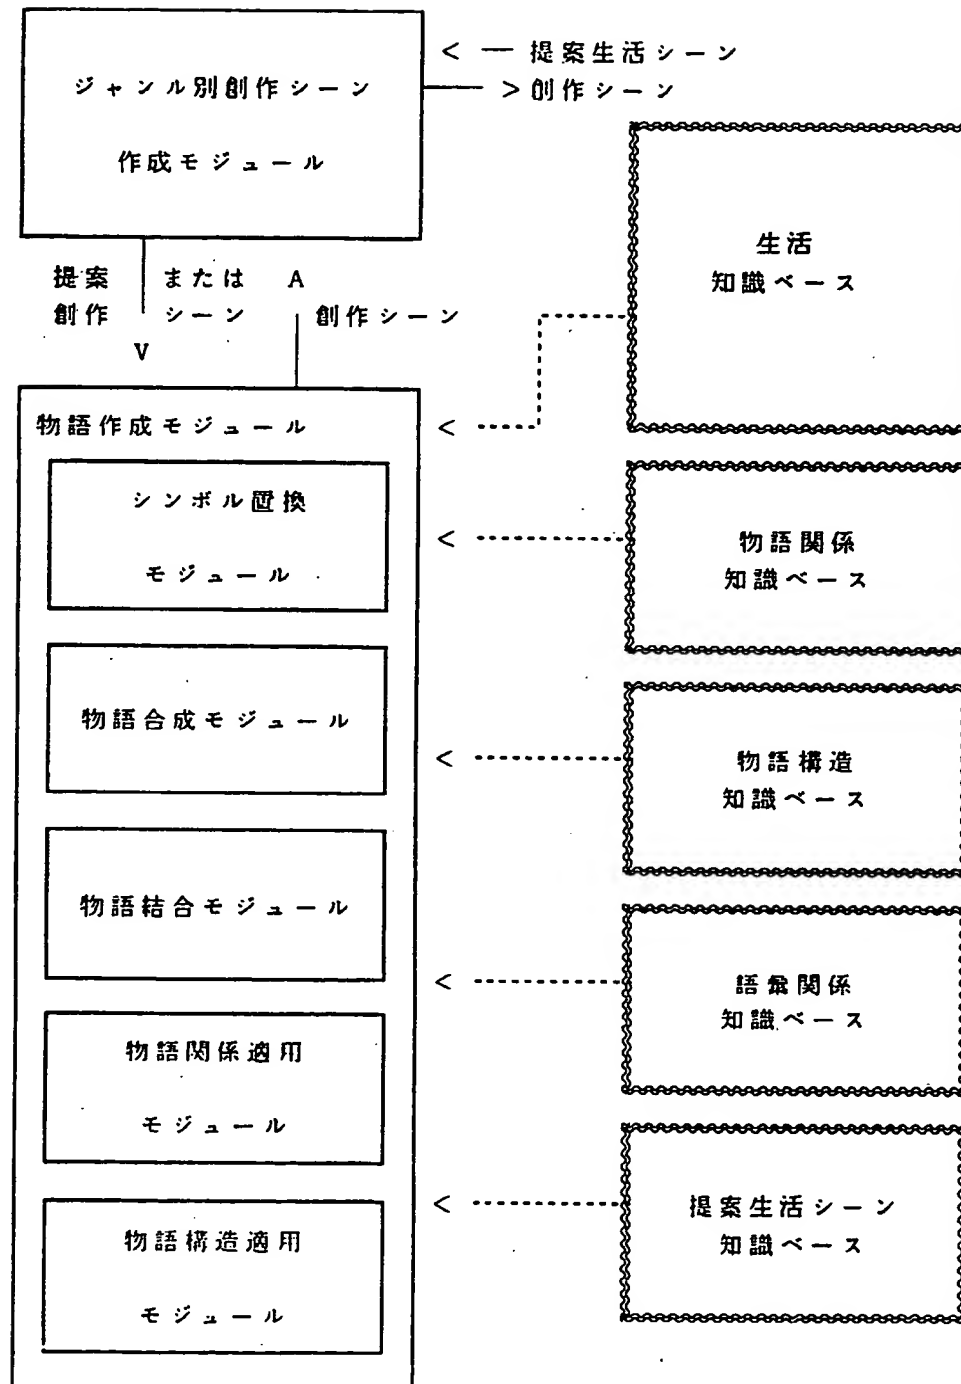 < ― 提案生活シーン
ジャンル別創作シーン
> 創作シーン
作成モジュール
生活
知識ベース
提案 または A
創作 シーン 創作シーン
V
物語作成モジュール
<
シンボル置換
モジュール
<
物語関係
知識ベース
物語合成モジュール
<
物語構造
知識ベース
物語結合モジュール
<
語彙関係
知識ベース
物語関係適用
モジュール
<
提案生活シーン
知識ベース
物語構造適用
モジュール